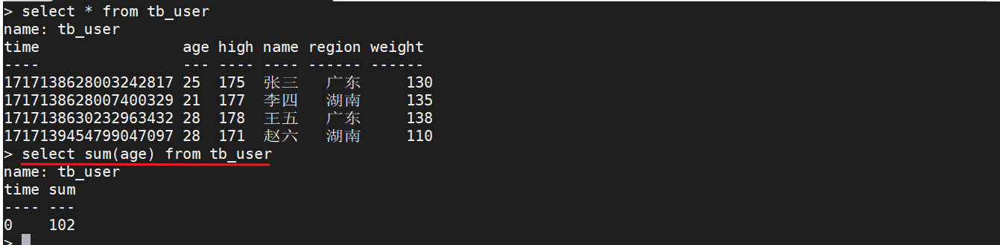 > select * from tb_user
name: tb_user
time                age high name region weight
----                --- ---- ---- ------ ------
1717138628003242817 25  175  张三   广东     130
1717138628007400329 21  177  李四   湖南     135
1717138630232963432 28  178  王五   广东     138
1717139454799047097 28  171  赵六   湖南     110
> select sum(age) from tb_user
name: tb_user
time sum
---- ---
0    102
>